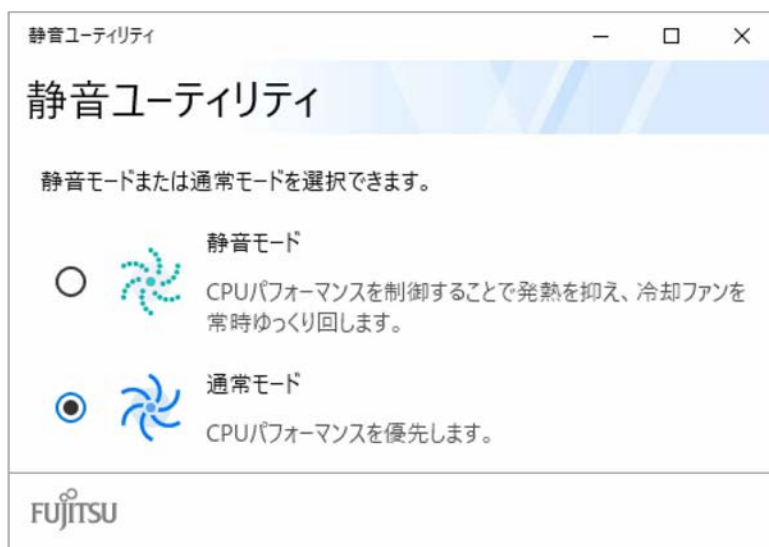 静音ユーティリティ
静音ユーティリティ
静音モードまたは通常モードを選択できます。
静音モード
CPUパフォーマンスを制御することで発熱を抑え、冷却ファンを
常時ゆっくり回します。
通常モード
CPUパフォーマンスを優先します。
FUJITSU